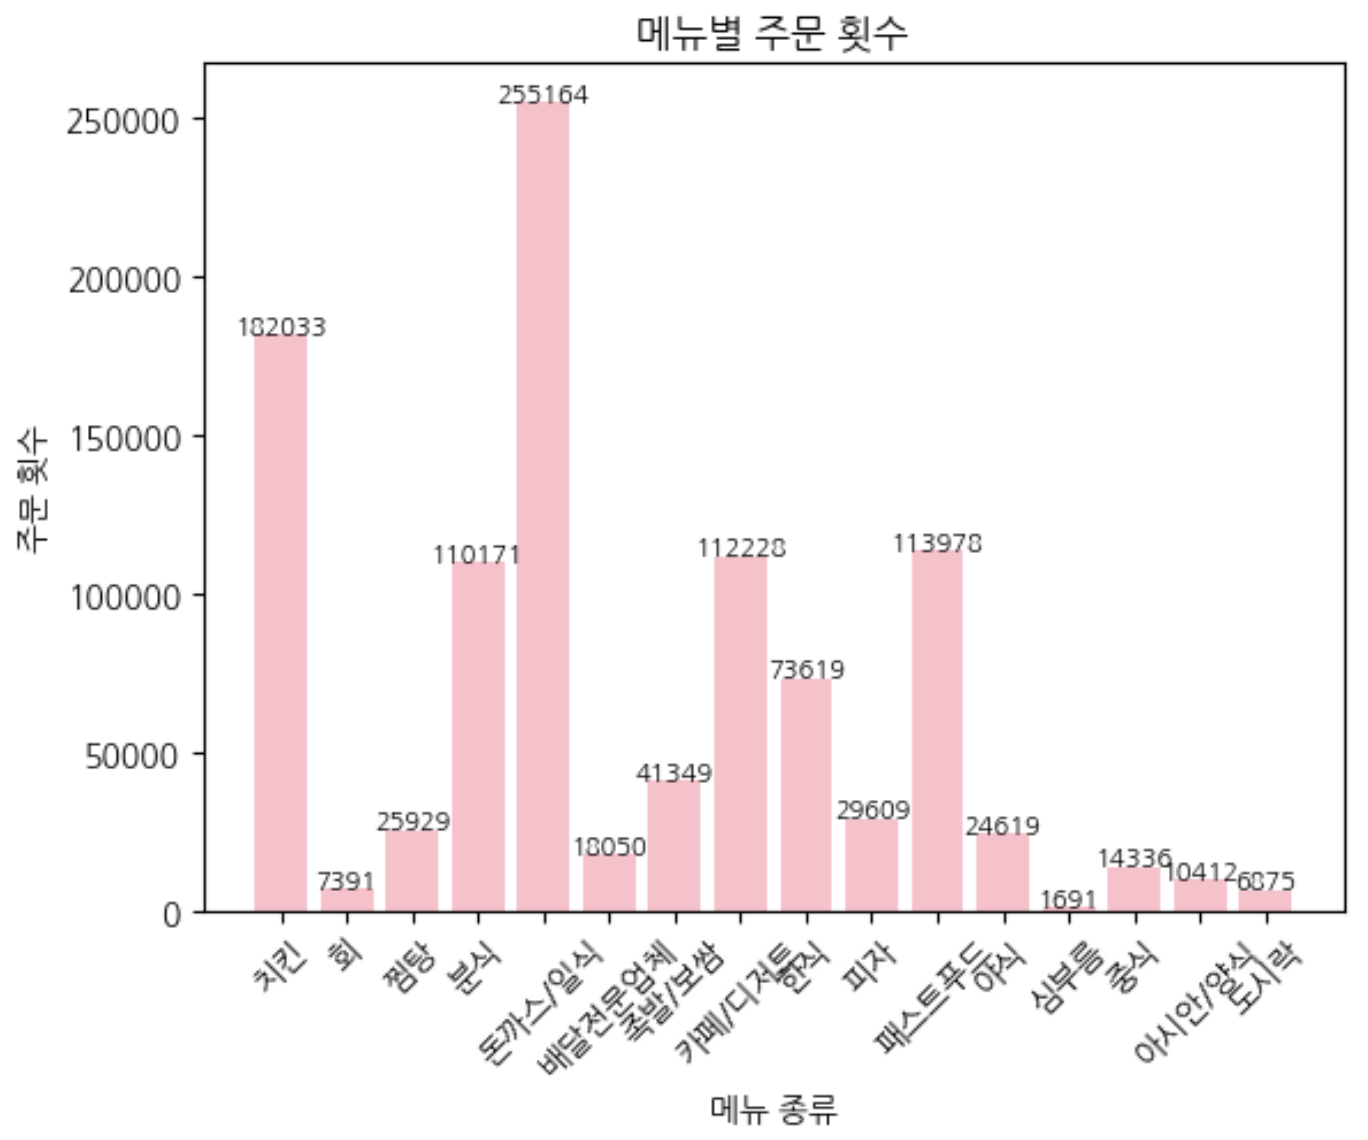 메뉴별 주문 횟수
주문 횟수
250000
200000
150000
100000
50000
0
182033
7391
25929
110171
255164
18050
41349
112228
73619
29609
113978
24619
1691
14336
10412
6875
치킨
회
찜탕
분식
돈까스/일식
배달전문업체
족발/보쌈
카페/디저트
한식
피자
패스트푸드
야식
심부름
중식
아시안/양식
도시락
메뉴 종류